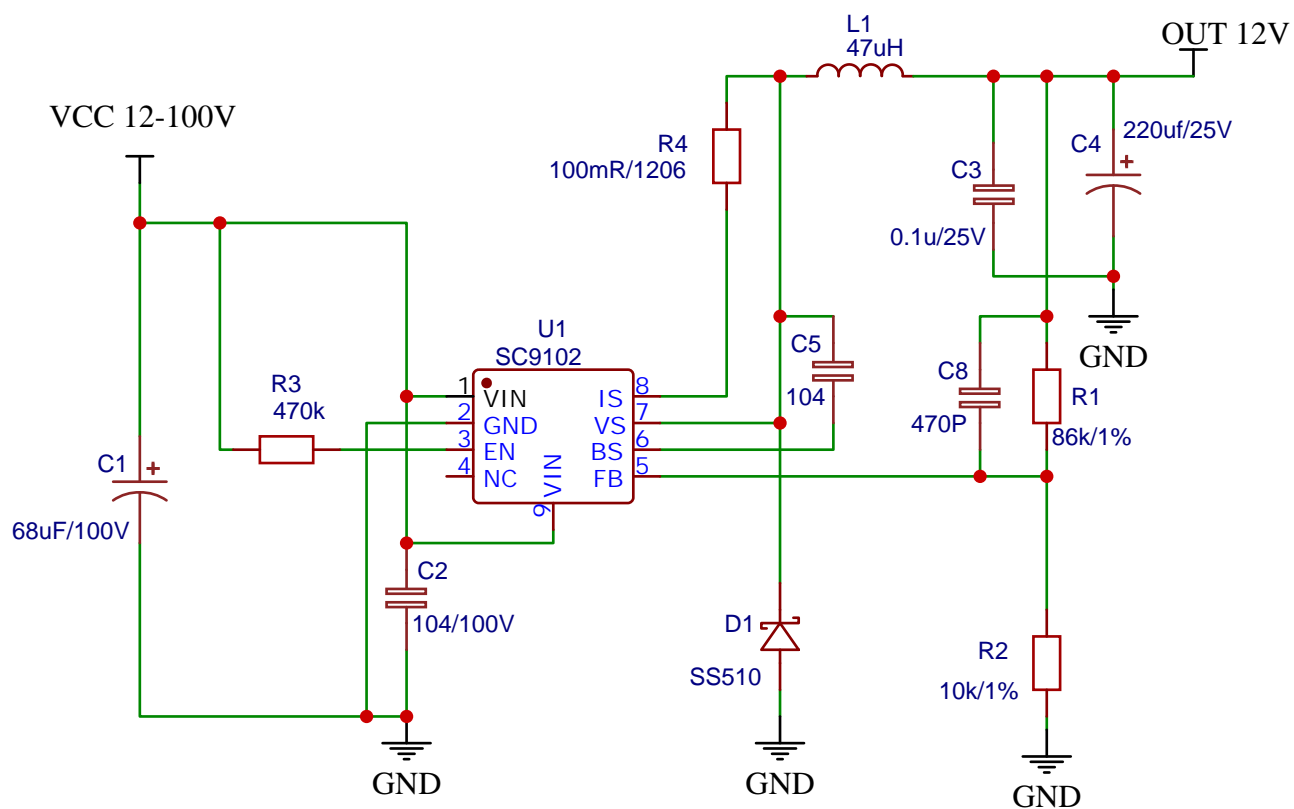 L1
47uH
OUT 12V
VCC 12-100V
R4
100mR/1206
C3
0.1u/25V
C4
220uf/25V
GND
U1
SC9102
R3
470k
1
VIN
2
GND
3
EN
4
NC
9
VIN
IS
8
VS
7
BS
6
FB
5
C5
104
C8
470P
R1
86k/1%
C1
+
68uF/100V
+
C2
104/100V
D1
SS510
R2
10k/1%
GND
GND
GND